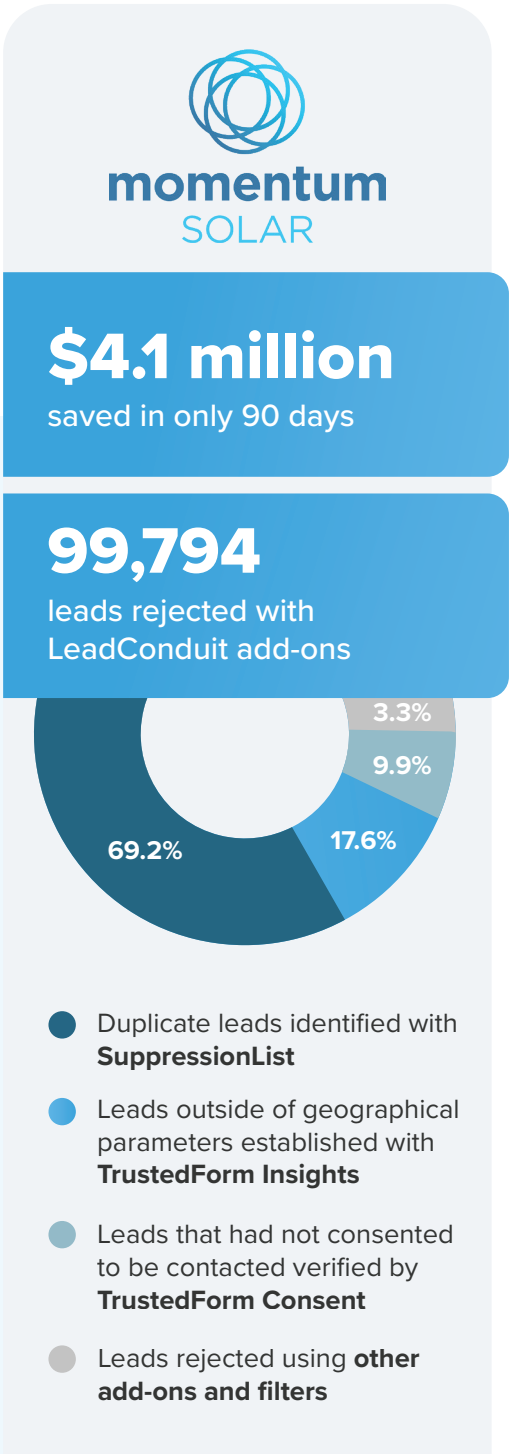 momentum
SOLAR
$4.1 million
saved in only 90 days
99,794
leads rejected with
LeadConduit add-ons
3.3%
9.9%
17.6%
69.2%
Duplicate leads identified with
SuppressionList
Leads outside of geographical
parameters established with
TrustedForm Insights
Leads that had not consented
to be contacted verified by
TrustedForm Consent
Leads rejected using other
add-ons and filters